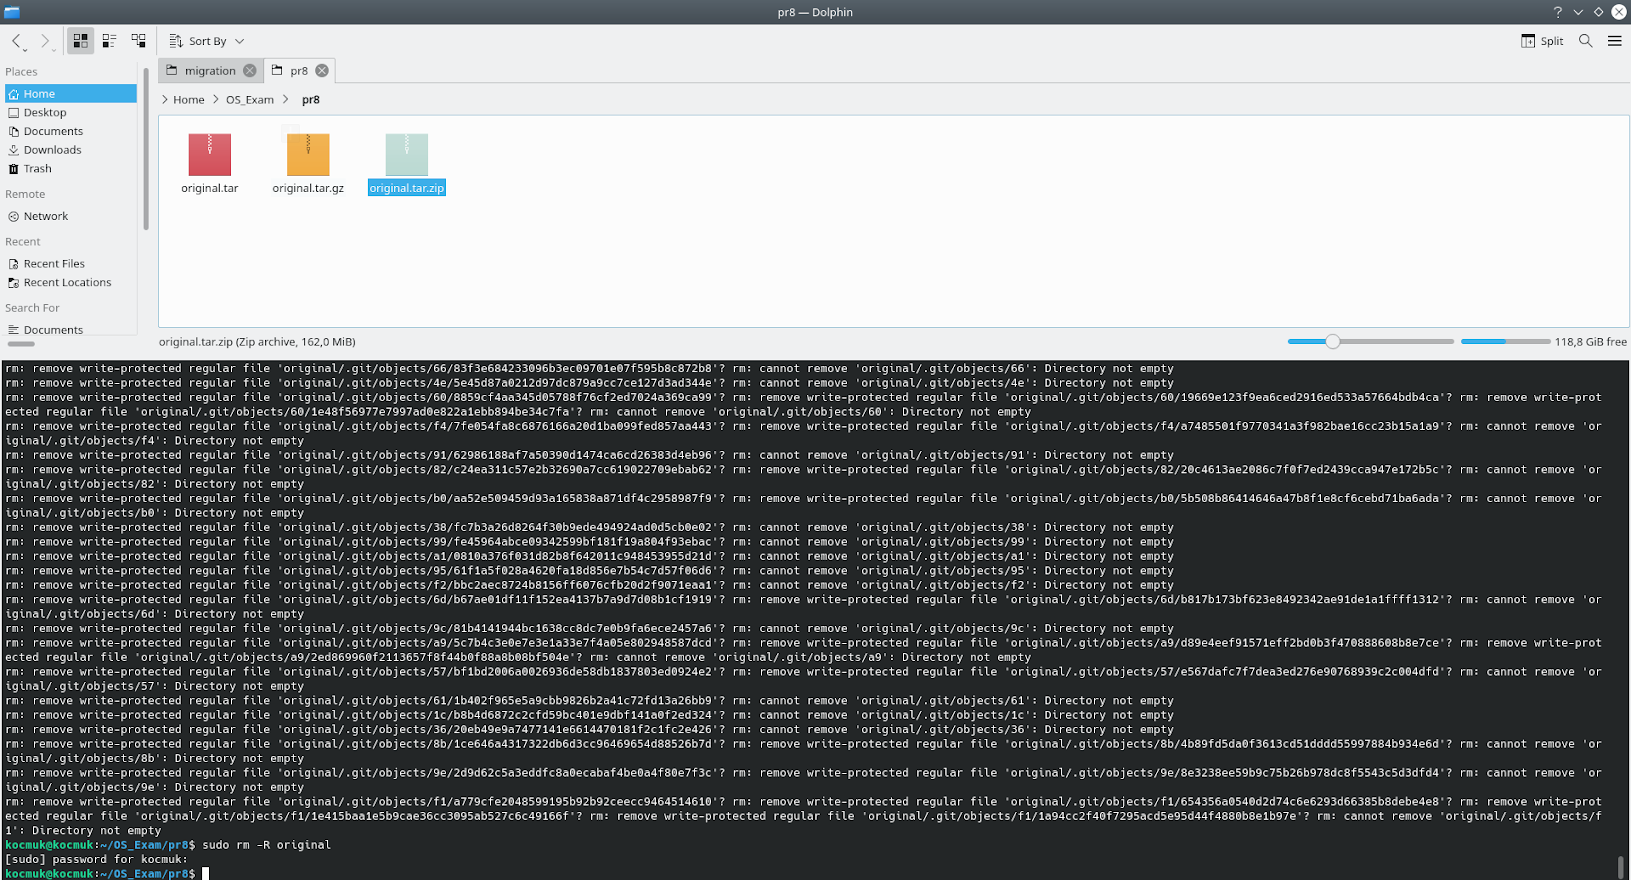 pr8 — Dolphin
Sort By
Split
Places
Home
Desktop
Documents
Downloads
Trash
Remote
Network
Recent
Recent Files
Recent Locations
Search For
Documents
migration
pr8
Home
OS_Exam
pr8
original.tar
original.tar.gz
original.tar.zip
original.tar.zip (Zip archive, 162,0 MiB)
118,8 GiB free
rm: remove write-protected regular file 'original/.git/objects/66/83f3e684233096b3ec09701e07f595b8c872b8'? rm: cannot remove 'original/.git/objects/66': Directory not empty
rm: remove write-protected regular file 'original/.git/objects/4e/5e45d87a0212d97dc879a9cc7ce127d3ad344e'? rm: cannot remove 'original/.git/objects/4e': Directory not empty
rm: remove write-protected regular file 'original/.git/objects/60/8859cf4aa345d05788f76cf2ed7024a369ca99'? rm: remove write-protected regular file 'original/.git/objects/60/19669e123f9ea6ced2916ed533a57664bdb4ca'? rm: remove write-prot
ected regular file 'original/.git/objects/60/1e48f56977e7997ad0e822a1ebb894be34c7fa'? rm: cannot remove 'original/.git/objects/60': Directory not empty
rm: remove write-protected regular file 'original/.git/objects/f4/7fe054fa8c6876166a20d1ba099fed857aa443'? rm: remove write-protected regular file 'original/.git/objects/f4/a7485501f9770341a3f982bae16cc23b15a1a9'? rm: cannot remove 'or
iginal/.git/objects/f4': Directory not empty
rm: remove write-protected regular file 'original/.git/objects/91/62986188af7a50390d1474ca6cd26383d4eb96'? rm: cannot remove 'original/.git/objects/91': Directory not empty
rm: remove write-protected regular file 'original/.git/objects/82/c24ea311c57e2b32690a7cc619022709ebab62'? rm: remove write-protected regular file 'original/.git/objects/82/20c4613ae2086c7f0f7ed2439cca947e172b5c'? rm: cannot remove 'or
iginal/.git/objects/82': Directory not empty
rm: remove write-protected regular file 'original/.git/objects/b0/aa52e509459d93a165838a871df4c2958987f9'? rm: remove write-protected regular file 'original/.git/objects/b0/5b508b86414646a47b8f1e8cf6cebd71ba6ada'? rm: cannot remove 'or
iginal/.git/objects/b0': Directory not empty
rm: remove write-protected regular file 'original/.git/objects/38/fc7b3a26d8264f30b9ede494924ad0d5cb0e02'? rm: cannot remove 'original/.git/objects/38': Directory not empty
rm: remove write-protected regular file 'original/.git/objects/99/fe45964abce09342599bf181f19a804f93ebac'? rm: cannot remove 'original/.git/objects/99': Directory not empty
rm: remove write-protected regular file 'original/.git/objects/a1/0810a376f031d82b8f642011c948453955d21d'? rm: cannot remove 'original/.git/objects/a1': Directory not empty
rm: remove write-protected regular file 'original/.git/objects/95/61f1a5f028a4620fa18d856e7b54c7d57f06d6'? rm: cannot remove 'original/.git/objects/95': Directory not empty
rm: remove write-protected regular file 'original/.git/objects/f2/bbc2aec8724b8156ff6076cfb20d2f9071eaa1'? rm: cannot remove 'original/.git/objects/f2': Directory not empty
rm: remove write-protected regular file 'original/.git/objects/6d/b67ae01df11f152ea4137b7a9d7d08b1cf1919'? rm: remove write-protected regular file 'original/.git/objects/6d/b817b173bf623e8492342ae91de1a1ffff1312'? rm: cannot remove 'or
iginal/.git/objects/6d': Directory not empty
rm: remove write-protected regular file 'original/.git/objects/9c/81b4141944bc1638cc8dc7e0b9fa6ece2457a6'? rm: cannot remove 'original/.git/objects/9c': Directory not empty
rm: remove write-protected regular file 'original/.git/objects/a9/5c7b4c3e0e7e3e1a33e7f4a05e802948587dcd'? rm: remove write-protected regular file 'original/.git/objects/a9/d89e4eef91571eff2bd0b3f470888608b8e7ce'? rm: remove write-prot
ected regular file 'original/.git/objects/a9/2ed869960f2113657f8f44b0f88a8b08bf504e'? rm: cannot remove 'original/.git/objects/a9': Directory not empty
rm: remove write-protected regular file 'original/.git/objects/57/bf1bd2006a0026936de58db1837803ed0924e2'? rm: remove write-protected regular file 'original/.git/objects/57/e567dafc7f7dea3ed276e90768939c2c004dfd'? rm: cannot remove 'or
iginal/.git/objects/57': Directory not empty
rm: remove write-protected regular file 'original/.git/objects/61/1b402f965e5a9cbb9826b2a41c72fd13a26bb9'? rm: cannot remove 'original/.git/objects/61': Directory not empty
rm: remove write-protected regular file 'original/.git/objects/1c/b8b4d6872c2cfd59bc401e9dbf141a0f2ed324'? rm: cannot remove 'original/.git/objects/1c': Directory not empty
rm: remove write-protected regular file 'original/.git/objects/36/20eb49e9a7477141e6614470181f2c1fc2e426'? rm: cannot remove 'original/.git/objects/36': Directory not empty
rm: remove write-protected regular file 'original/.git/objects/8b/1ce646a4317322db6d3cc96469654d88526b7d'? rm: remove write-protected regular file 'original/.git/objects/8b/4b89fd5da0f3613cd51dddd55997884b934e6d'? rm: cannot remove 'or
iginal/.git/objects/8b': Directory not empty
rm: remove write-protected regular file 'original/.git/objects/9e/2d9d62c5a3eddfc8a0ecabaf4be0a4f80e7f3c'? rm: remove write-protected regular file 'original/.git/objects/9e/8e3238ee59b9c75b26b978dc8f5543c5d3dfd4'? rm: cannot remove 'or
iginal/.git/objects/9e': Directory not empty
rm: remove write-protected regular file 'original/.git/objects/f1/a779cfe2048599195b92b92ceecc9464514610'? rm: remove write-protected regular file 'original/.git/objects/f1/654356a0540d2d74c6e6293d66385b8debe4e8'? rm: remove write-prot
ected regular file 'original/.git/objects/f1/1e415baa1e5b9cae36cc3095ab527c6c49166f'? rm: remove write-protected regular file 'original/.git/objects/f1/1a94cc2f40f7295acd5e95d44f4880b8e1b97e'? rm: cannot remove 'original/.git/objects/f
1': Directory not empty
kocmuk@kocmuk:~/OS_Exam/pr8$ sudo rm -R original
[sudo] password for kocmuk:
kocmuk@kocmuk:~/OS_Exam/pr8$